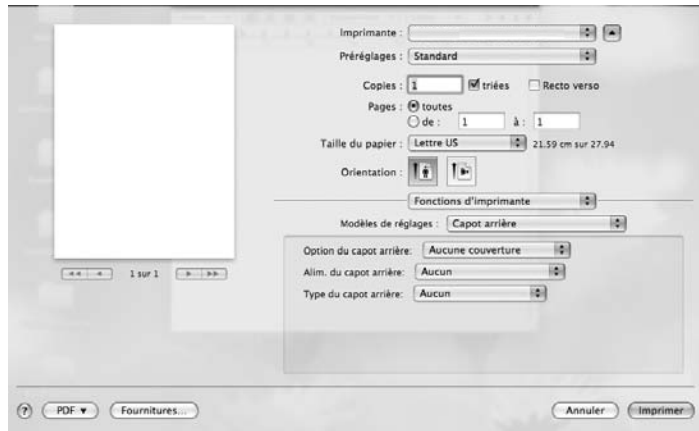 Imprimante :
Préréglages : Standard
Copies : 1 triées Recto verso
Pages : toutes
de : 1 à : 1
Taille du papier : Lettre US 21.59 cm sur 27.94
Orientation :
Fonctions d'imprimante
Modèles de réglages : Capot arrière
Option du capot arrière: Aucune couverture
Alim. du capot arrière: Aucun
Type du capot arrière: Aucun
1 sur 1
? PDF Fournitures... Annuler Imprimer